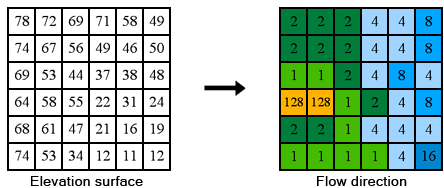 78 72 69 71 58 49 2 2 2 4 4 8
74 67 56 49 46 50 2 2 2 4 4 8
69 53 44 37 38 48 1 1 2 4 8 4
64 58 55 22 31 24 128 128 1 2 4 8
68 61 47 21 16 19 2 2 1 4 4 4
74 53 34 12 11 12 1 1 1 1 4 16
Elevation surface Flow direction